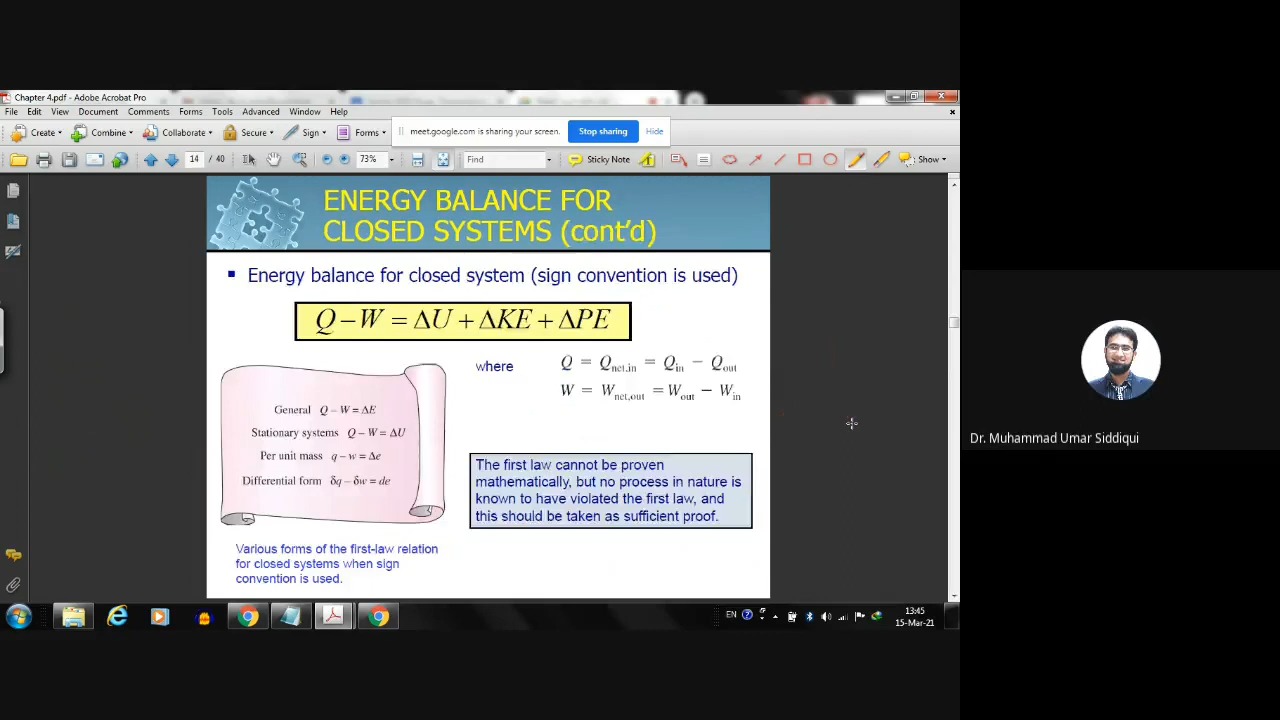 Chapter 4.pdf - Adobe Acrobat Pro
File Edit View Document Comments Forms Tools Advanced Window Help
Create Combine Collaborate Secure Sign Forms
meet.google.com is sharing your screen. Stop sharing Hide
14 / 40 73% Find Sticky Note Show
ENERGY BALANCE FOR
CLOSED SYSTEMS (cont'd)
Energy balance for closed system (sign convention is used)
Q – W = ΔU + ΔKE + ΔPE
where
Q = Qnet,in = Qin − Qout
W = Wnet,out = Wout − Win
General Q − W = ΔE
Stationary systems Q − W = ΔU
Per unit mass q − w = Δe
Differential form δq − δw = de
The first law cannot be proven
mathematically, but no process in nature is
known to have violated the first law, and
this should be taken as sufficient proof.
Various forms of the first-law relation
for closed systems when sign
convention is used.
Dr. Muhammad Umar Siddiqui
EN
13:45
15-Mar-21